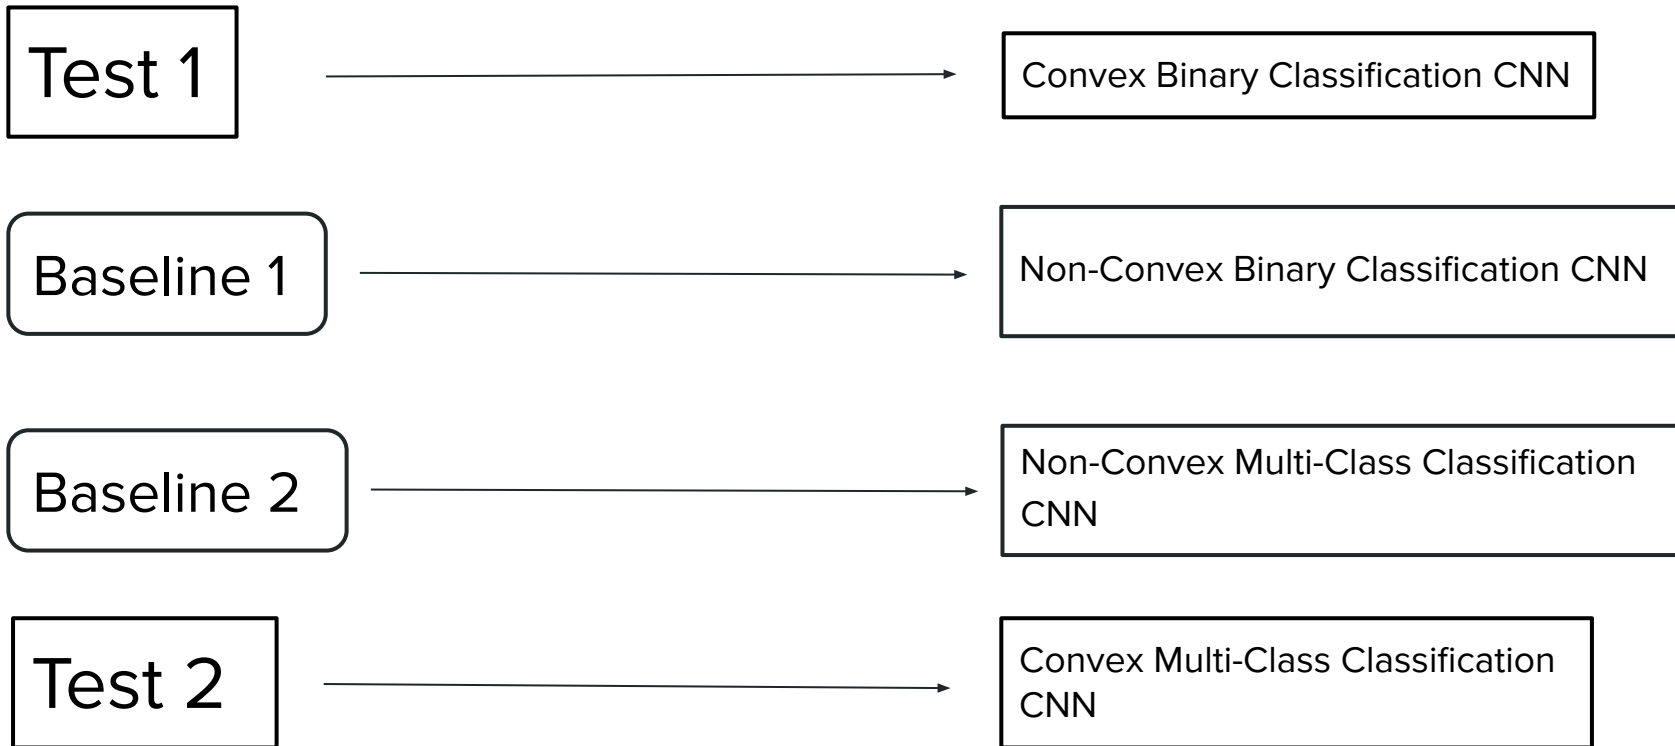 Test 1
Convex Binary Classification CNN
Baseline 1
Non-Convex Binary Classification CNN
Baseline 2
Non-Convex Multi-Class Classification
CNN
Test 2
Convex Multi-Class Classification
CNN